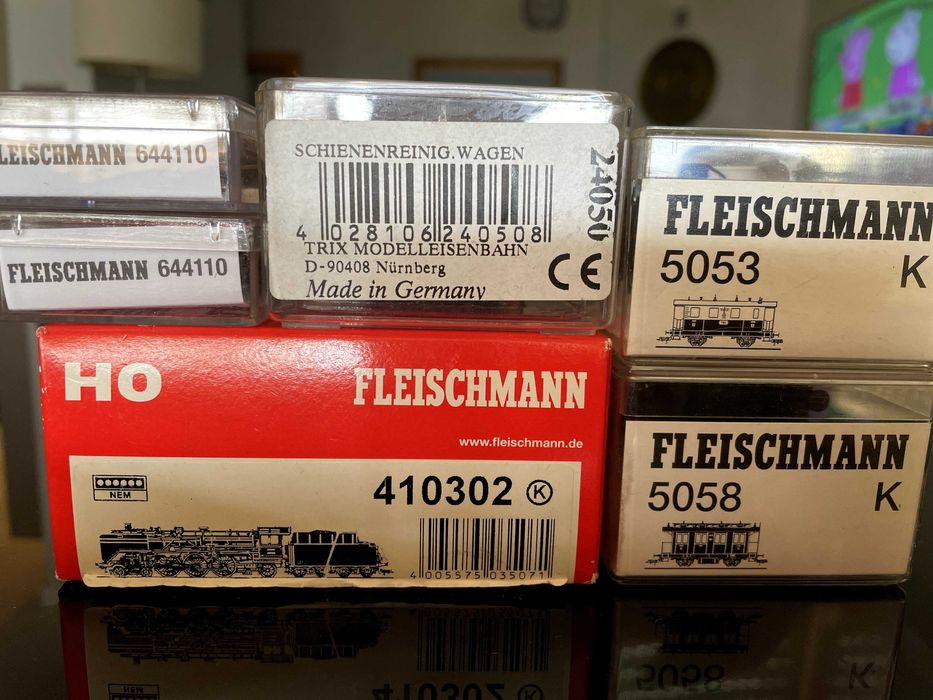 LEISCHMANN 644110
FLEISCHMANN 644110
SCHIENENREINIG.WAGEN
4 028106 240508
TRIX MODELLEISENBAHN
D-90408 Nürnberg
Made in Germany
CE
24050
FLEISCHMANN
5053 K
FLEISCHMANN
5058 K
HO FLEISCHMANN
www.fleischmann.de
NEM
410302 K
4 005575 035071